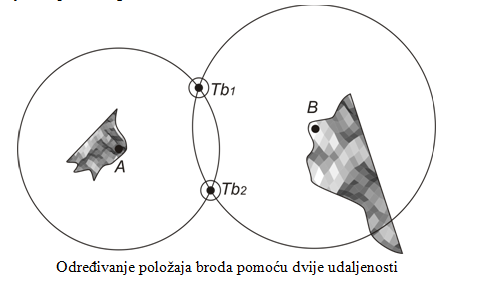 Tb1
B
A
Tb2
Određivanje položaja broda pomoću dvije udaljenosti